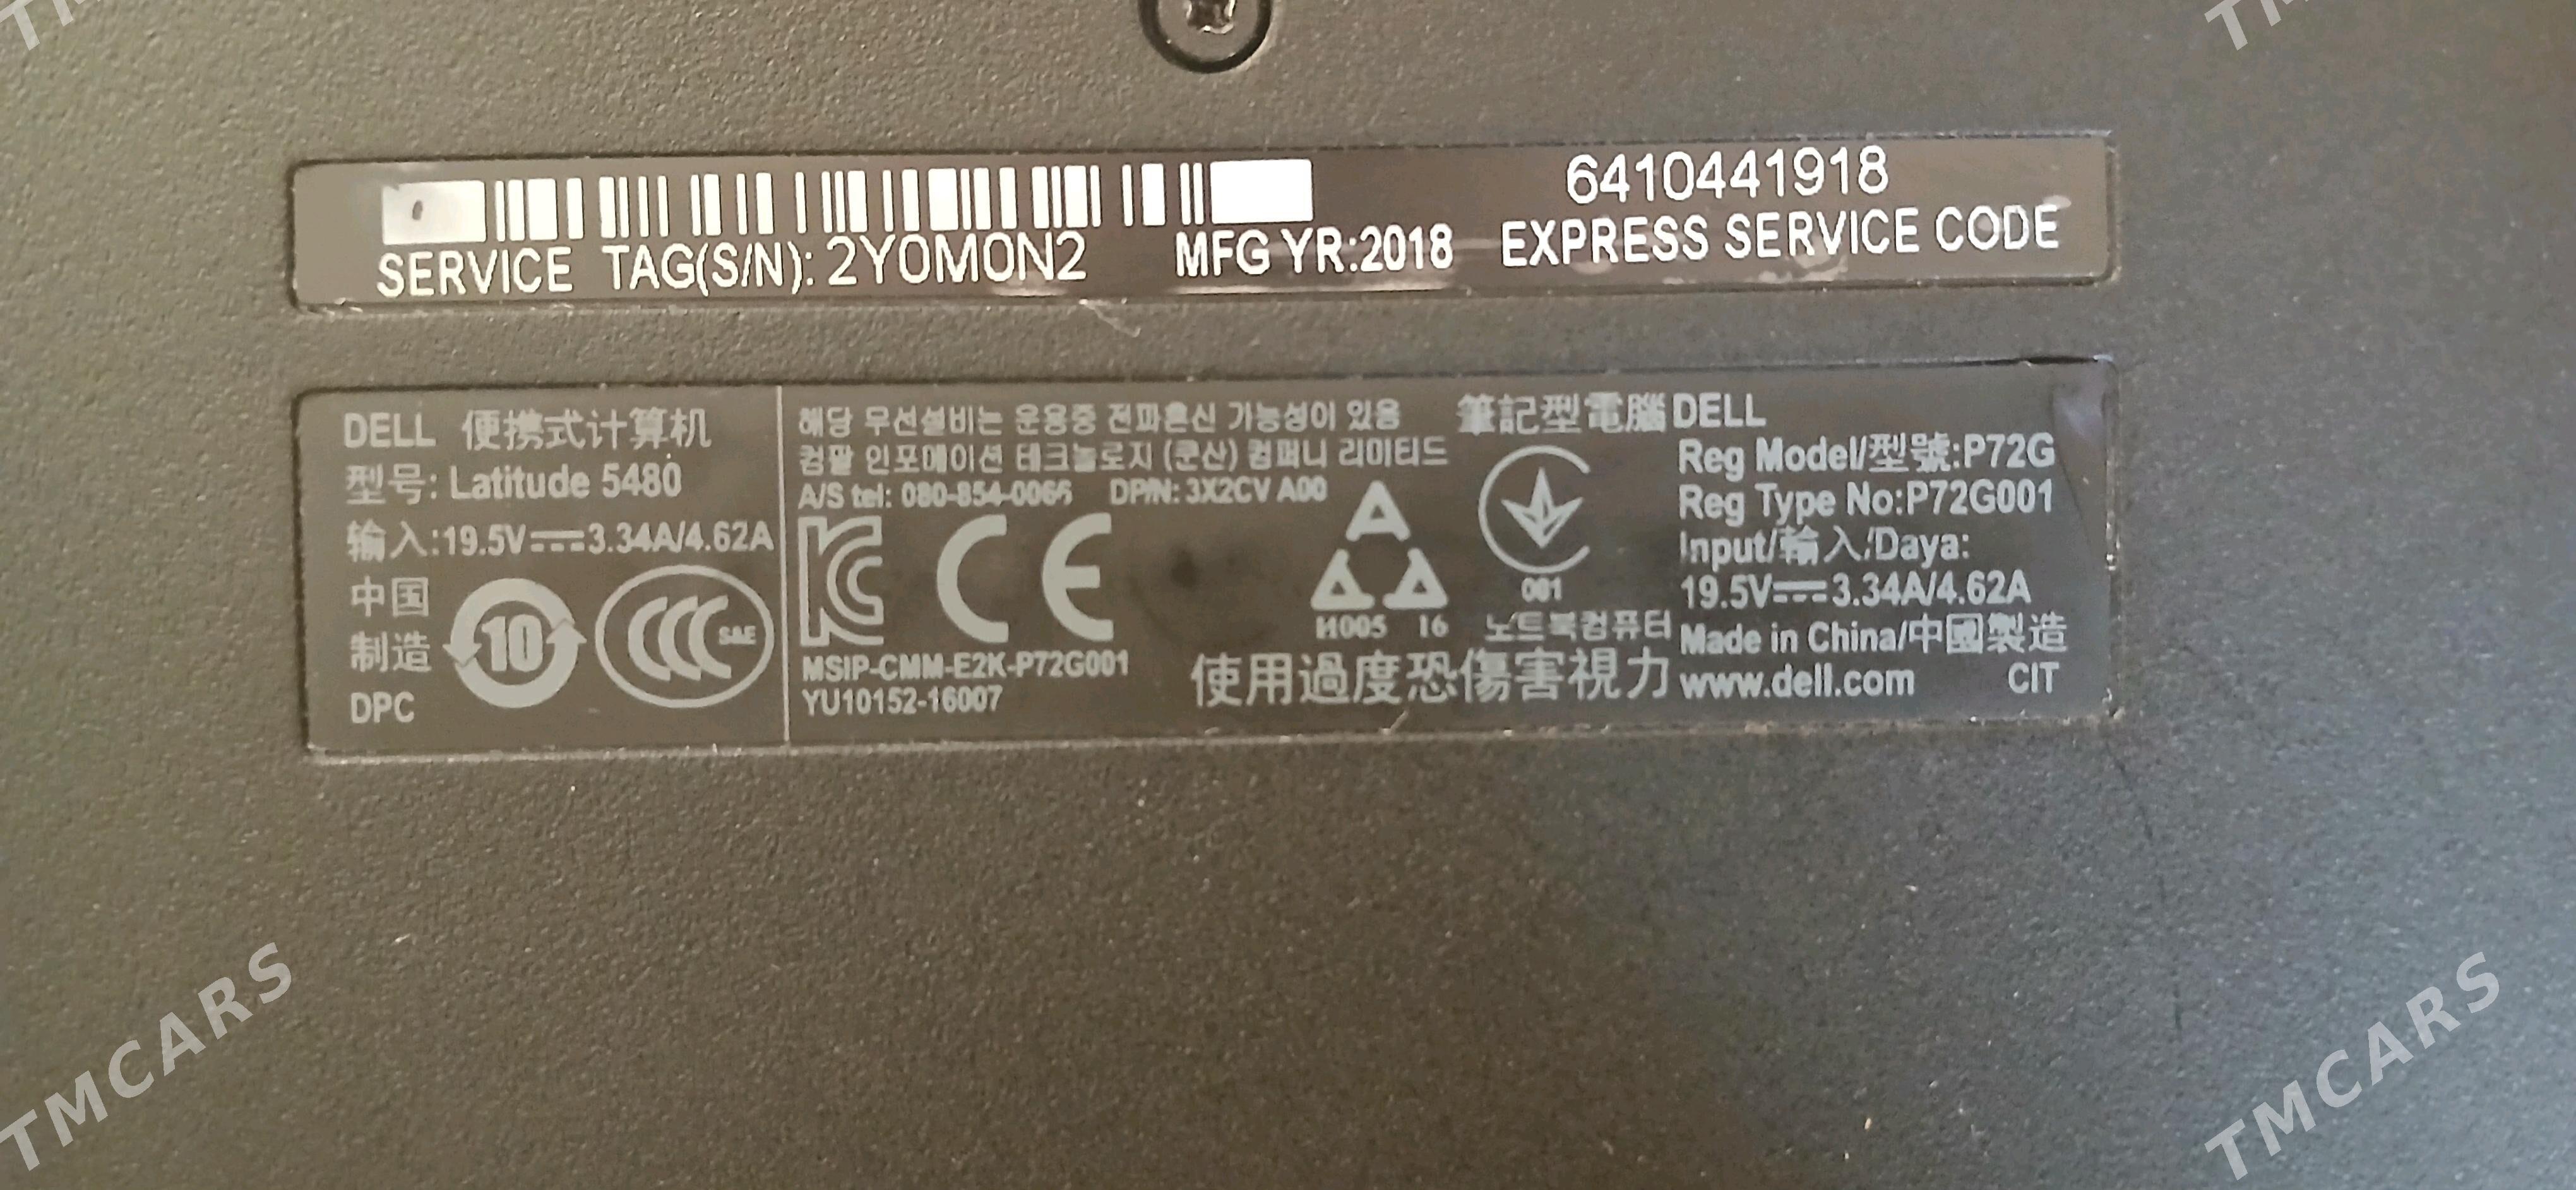 6410441918
SERVICE TAG(S/N): 2Y0M0N2 MFG YR:2018 EXPRESS SERVICE CODE
DELL 便携式计算机
型号: Latitude 5480
输入:19.5V⎓3.34A/4.62A
中国
制造
DPC
10
CCC S&E
해당 무선설비는 운용중 전파혼신 가능성이 있음
컴팔 인포메이션 테크놀로지 (쿤산) 컴퍼니 리미티드
A/S tel: 080-854-0066 DP/N: 3X2CV A00
KC CE
MSIP-CMM-E2K-P72G001
YU10152-16007
H005 16
001
노트북컴퓨터
使用過度恐傷害視力
筆記型電腦 DELL
Reg Model/型號:P72G
Reg Type No:P72G001
Input/輸入/Daya:
19.5V⎓3.34A/4.62A
Made in China/中國製造
www.dell.com CIT
TMCARS
TMCARS